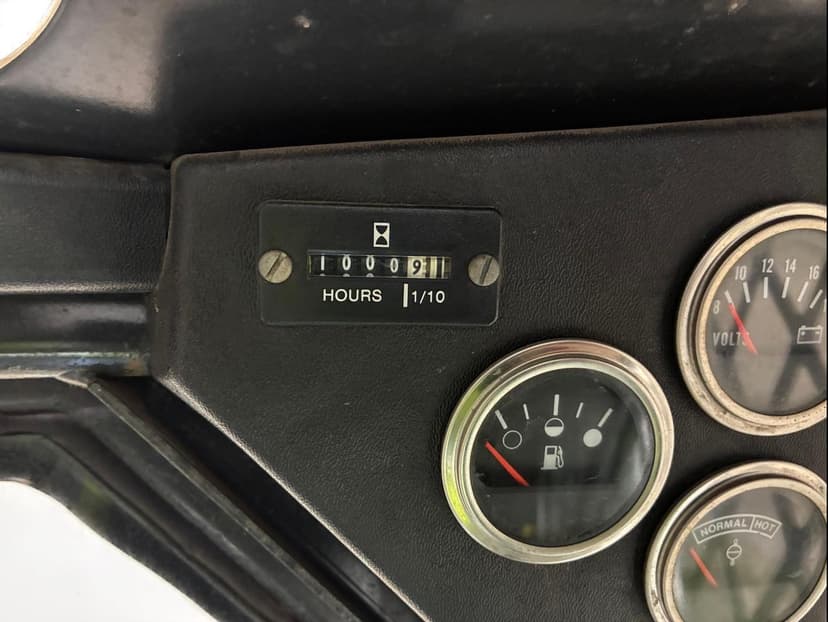 10009
HOURS 1/10
8 10 12 14 16
VOLTS
NORMAL HOT